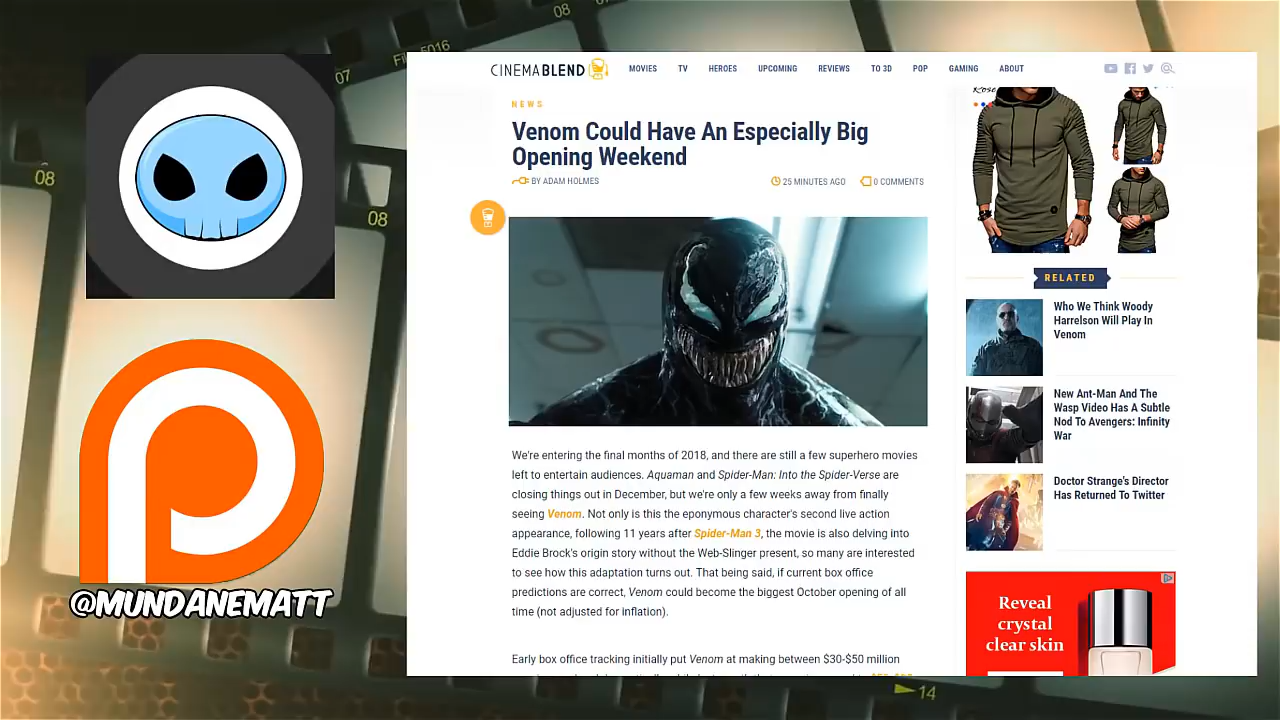 08
Film 5016
07
08
08
@MUNDANEMATT
CINEMABLEND
MOVIES TV HEROES UPCOMING REVIEWS TO 3D POP GAMING ABOUT
NEWS
Venom Could Have An Especially Big
Opening Weekend
BY ADAM HOLMES
25 MINUTES AGO
0 COMMENTS
We're entering the final months of 2018, and there are still a few superhero movies
left to entertain audiences. Aquaman and Spider-Man: Into the Spider-Verse are
closing things out in December, but we're only a few weeks away from finally
seeing Venom. Not only is this the eponymous character's second live action
appearance, following 11 years after Spider-Man 3, the movie is also delving into
Eddie Brock's origin story without the Web-Slinger present, so many are interested
to see how this adaptation turns out. That being said, if current box office
predictions are correct, Venom could become the biggest October opening of all
time (not adjusted for inflation).
Early box office tracking initially put Venom at making between $30-$50 million
RELATED
Who We Think Woody
Harrelson Will Play In
Venom
New Ant-Man And The
Wasp Video Has A Subtle
Nod To Avengers: Infinity
War
Doctor Strange's Director
Has Returned To Twitter
Reveal
crystal
clear skin
14